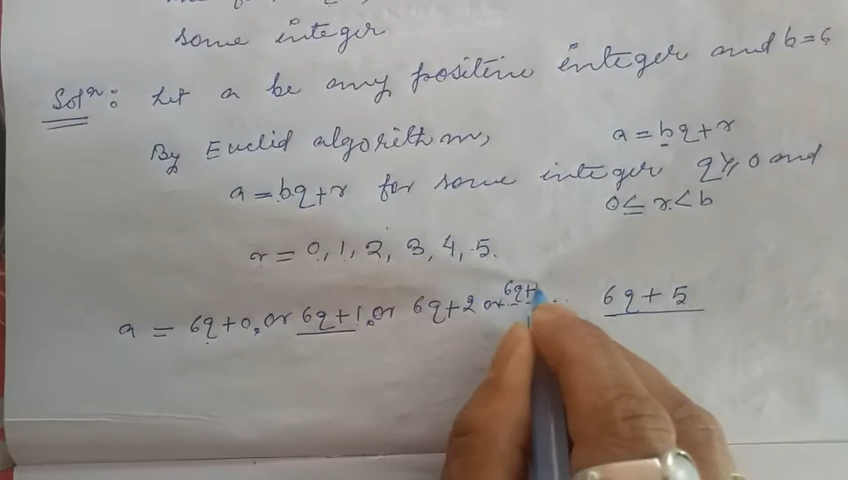 some integer
Solⁿ: Let a be any positive integer and b=6
By Euclid algorithm, a = bq+r
a = bq+r for some integer q⩾0 and
0≤ r < b
r = 0, 1, 2, 3, 4, 5.
a = 6q+0, or 6q+1 or 6q+2 or 6q+ 6q+5